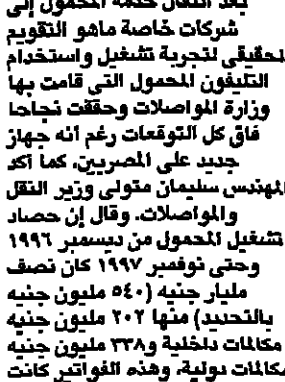 بعد انتقال خدمة المحمول إلى
شركات خاصة ماهو التقويم
الحقيقى لتجربة تشغيل واستخدام
التليفون المحمول التى قامت بها
وزارة المواصلات وحققت نجاحا
فاق كل التوقعات رغم أنه جهاز
جديد على المصريين، كما أكد
المهندس سليمان متولى وزير النقل
والمواصلات. وقال إن حصاد
تشغيل المحمول من ديسمبر ١٩٩٦
وحتى نوفمبر ١٩٩٧ كان نصف
مليار جنيه (٥٤٠ مليون جنيه
بالتحديد) منها ٢٠٢ مليون جنيه
مكالمات داخلية و٣٣٨ مليون جنيه
مكالمات دولية، وهذه الفواتير كانت